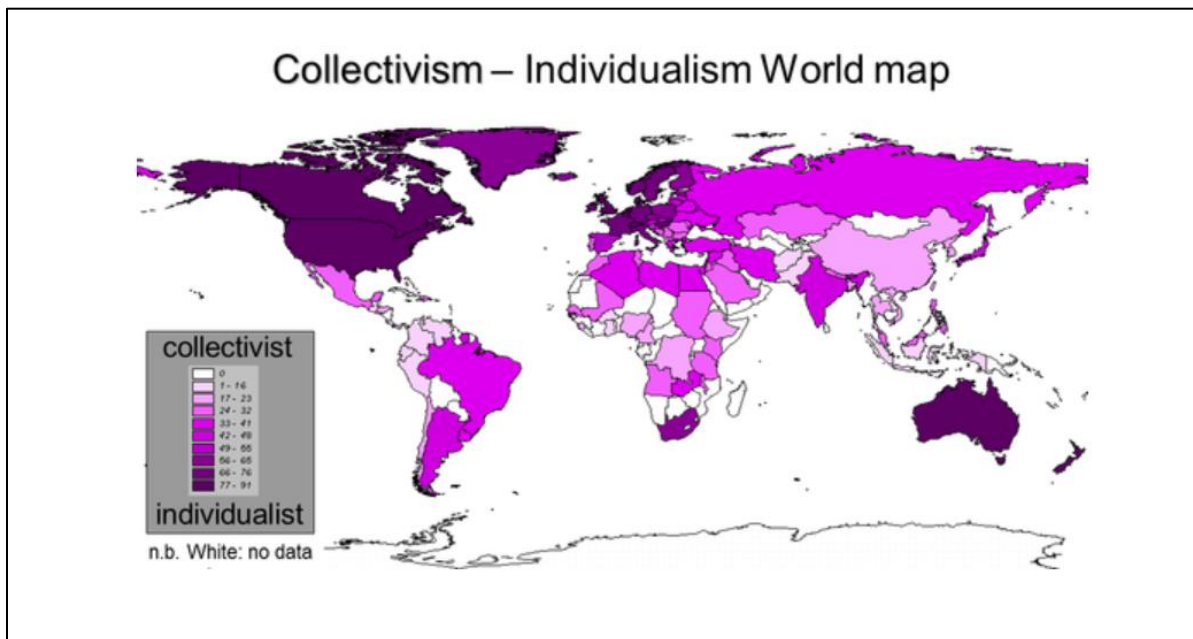 Collectivism – Individualism World map
collectivist
0
1 - 16
17 - 23
24 - 32
33 - 41
42 - 48
49 - 55
56 - 65
66 - 76
77 - 91
individualist
n.b. White: no data